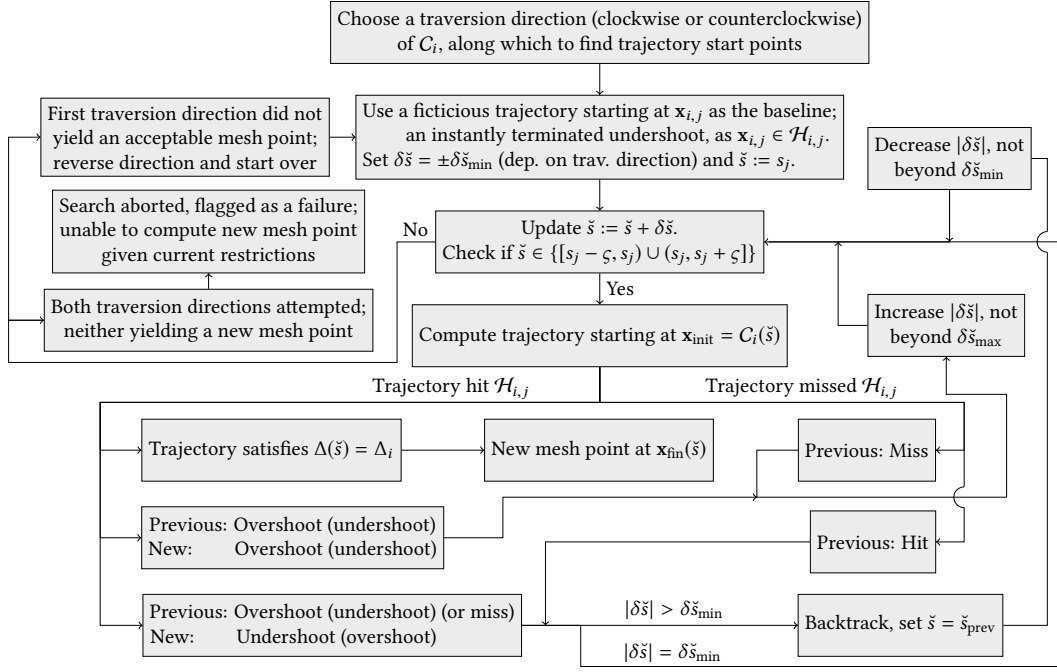 Choose a traversion direction (clockwise or counterclockwise)
of 𝒞ᵢ, along which to find trajectory start points
First traversion direction did not
yield an acceptable mesh point;
reverse direction and start over
Use a ficticious trajectory starting at 𝐱ᵢ,ⱼ as the baseline;
an instantly terminated undershoot, as 𝐱ᵢ,ⱼ ∈ ℋᵢ,ⱼ.
Set δš = ±δš_min (dep. on trav. direction) and š := sⱼ.
Decrease |δš|, not
beyond δš_min
Search aborted, flagged as a failure;
unable to compute new mesh point
given current restrictions
No
Update š := š + δš.
Check if š ∈ {[sⱼ − ς, sⱼ) ∪ (sⱼ, sⱼ + ς]}
Yes
Both traversion directions attempted;
neither yielding a new mesh point
Compute trajectory starting at 𝐱_init = 𝒞ᵢ(š)
Increase |δš|, not
beyond δš_max
Trajectory hit ℋᵢ,ⱼ
Trajectory missed ℋᵢ,ⱼ
Trajectory satisfies Δ(š) = Δᵢ
New mesh point at 𝐱_fin(š)
Previous: Miss
Previous: Overshoot (undershoot)
New: Overshoot (undershoot)
Previous: Hit
Previous: Overshoot (undershoot) (or miss)
New: Undershoot (overshoot)
|δš| > δš_min
Backtrack, set š = š_prev
|δš| = δš_min